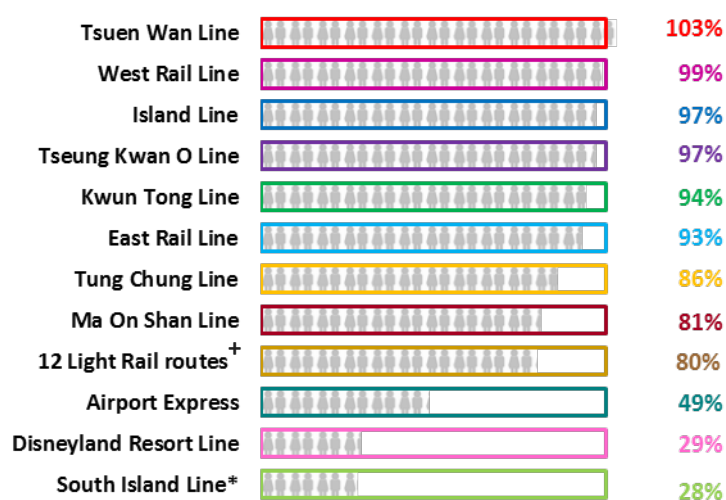 Tsuen Wan Line 103%
West Rail Line 99%
Island Line 97%
Tseung Kwan O Line 97%
Kwun Tong Line 94%
East Rail Line 93%
Tung Chung Line 86%
Ma On Shan Line 81%
12 Light Rail routes+ 80%
Airport Express 49%
Disneyland Resort Line 29%
South Island Line* 28%